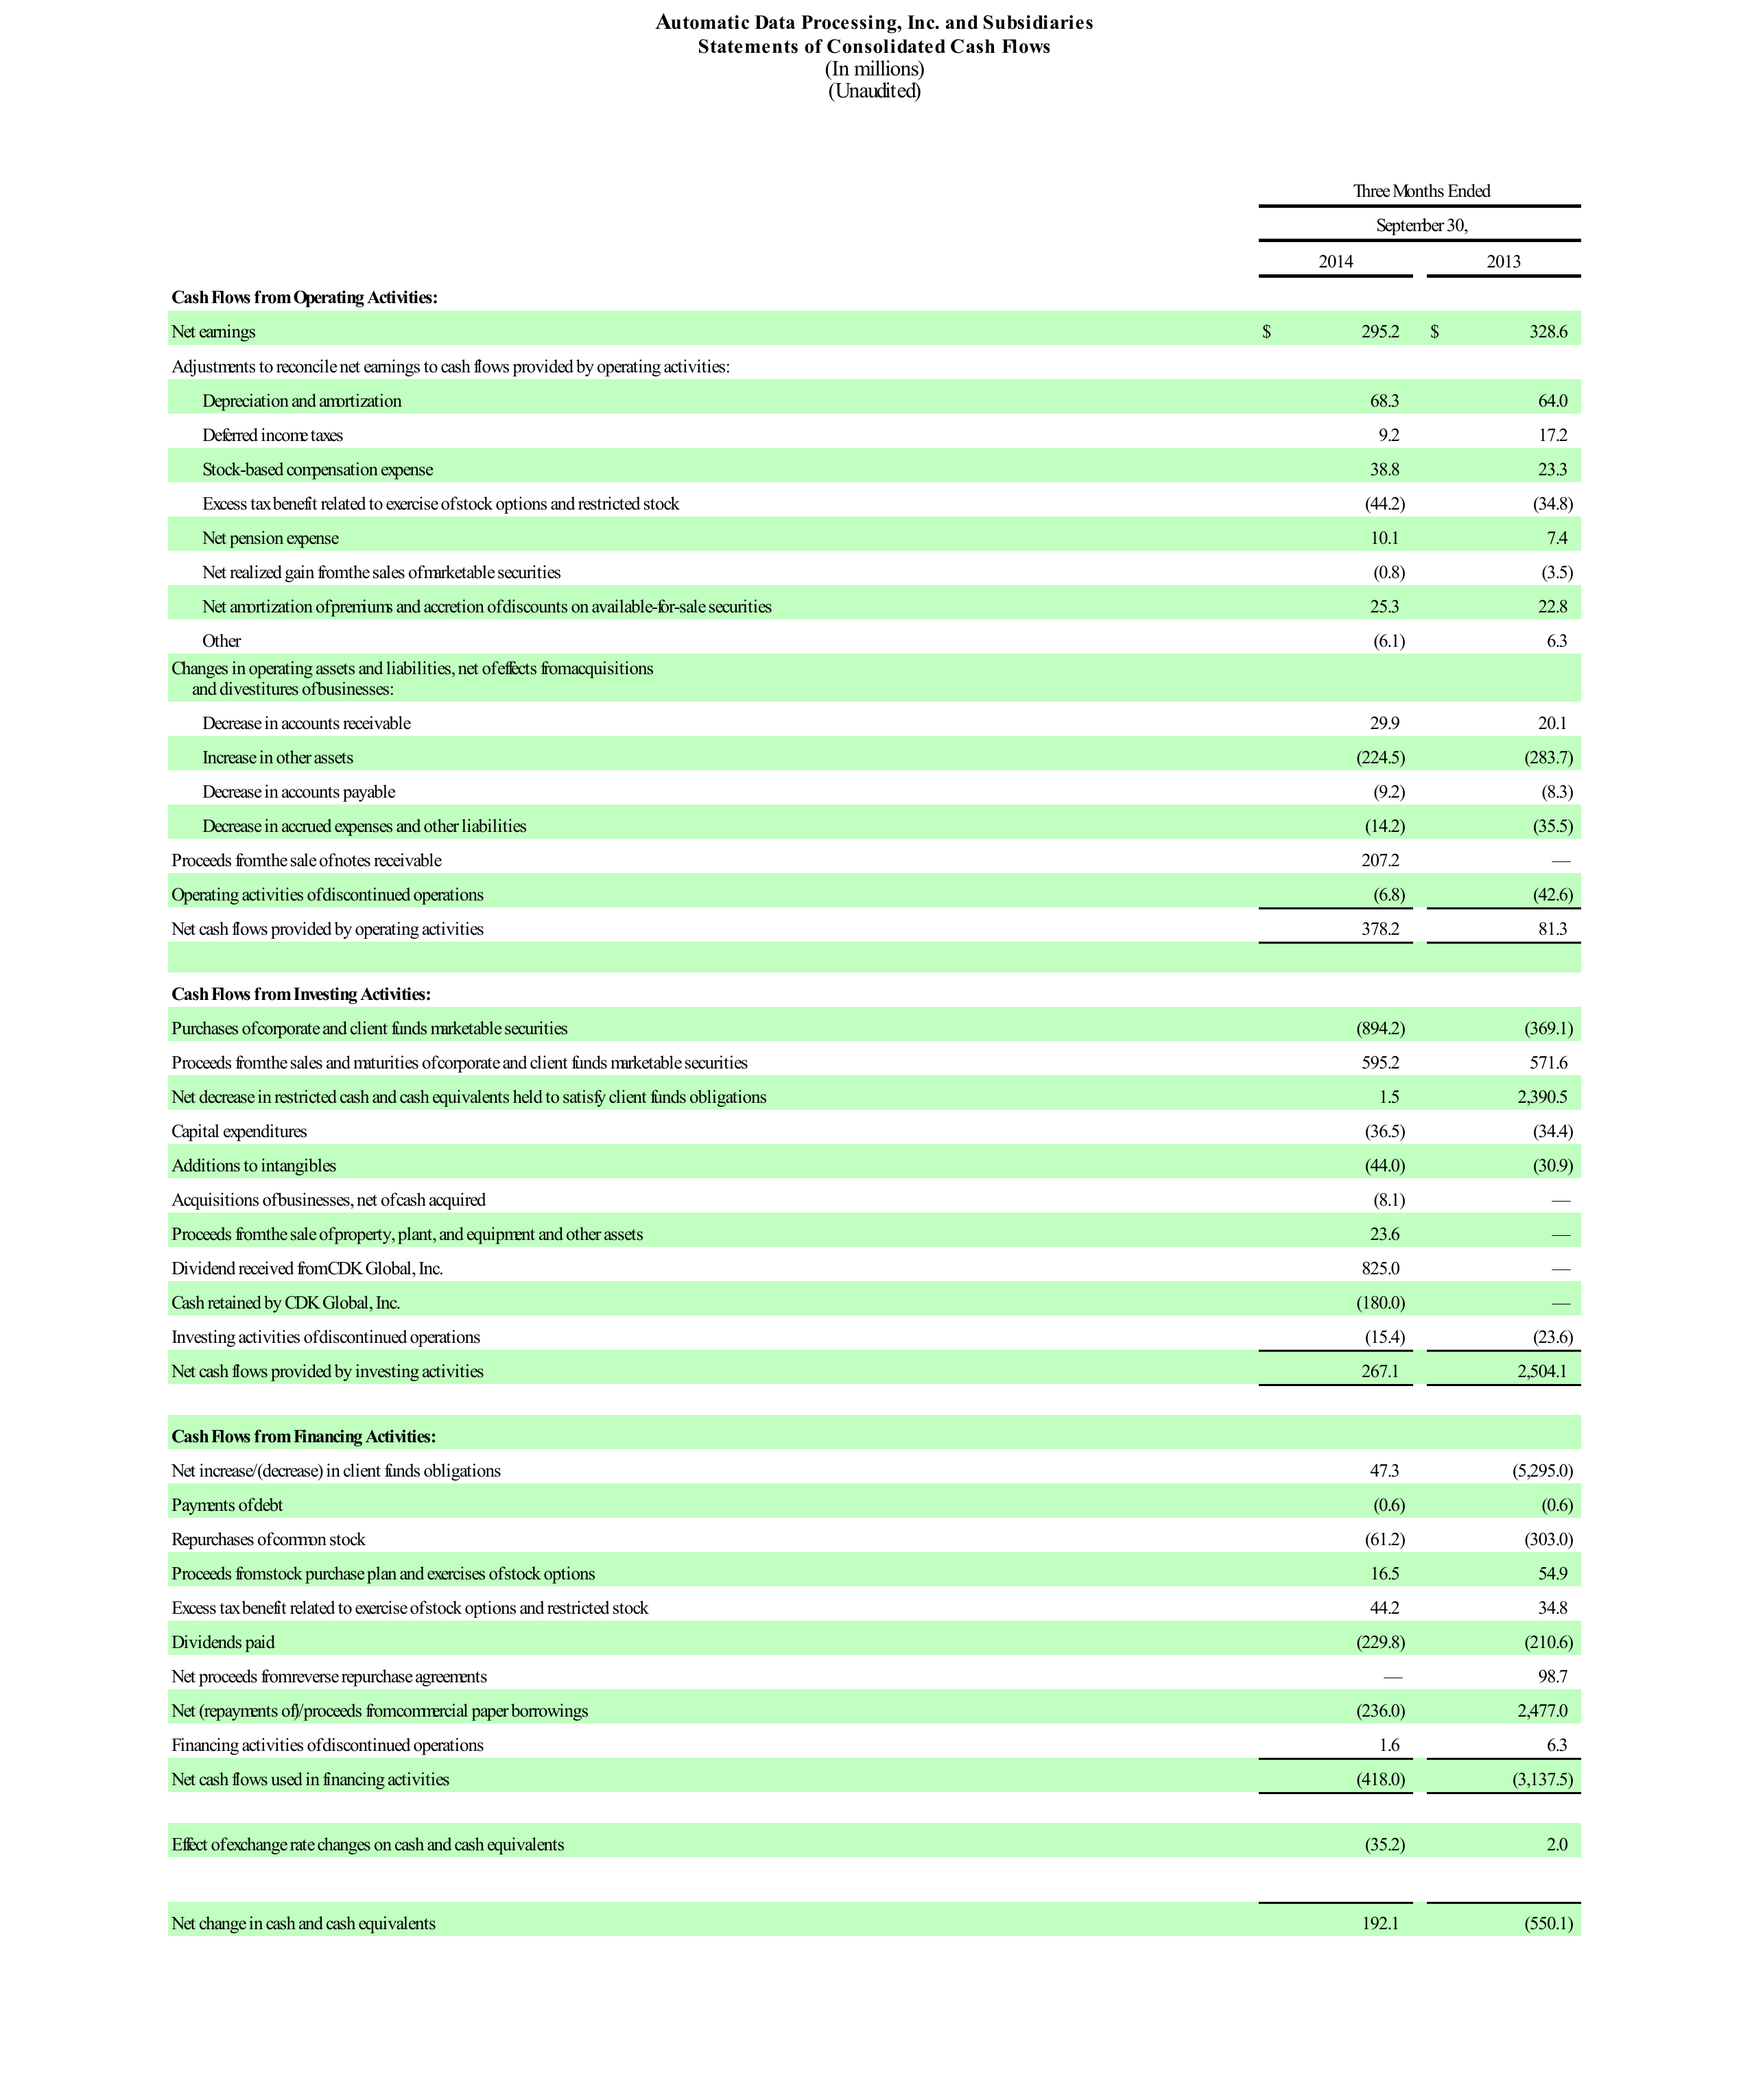 Automatic Data Processing, Inc. and Subsidiaries
Statements of Consolidated Cash Flows
(In millions)
(Unaudited)
Three Months Ended
September 30,
2014 2013
Cash Flows from Operating Activities:
Net earnings $ 295.2 $ 328.6
Adjustments to reconcile net earnings to cash flows provided by operating activities:
Depreciation and amortization 68.3 64.0
Deferred income taxes 9.2 17.2
Stock-based compensation expense 38.8 23.3
Excess tax benefit related to exercise of stock options and restricted stock (44.2) (34.8)
Net pension expense 10.1 7.4
Net realized gain from the sales of marketable securities (0.8) (3.5)
Net amortization of premiums and accretion of discounts on available-for-sale securities 25.3 22.8
Other (6.1) 6.3
Changes in operating assets and liabilities, net of effects from acquisitions
and divestitures of businesses:
Decrease in accounts receivable 29.9 20.1
Increase in other assets (224.5) (283.7)
Decrease in accounts payable (9.2) (8.3)
Decrease in accrued expenses and other liabilities (14.2) (35.5)
Proceeds from the sale of notes receivable 207.2 —
Operating activities of discontinued operations (6.8) (42.6)
Net cash flows provided by operating activities 378.2 81.3
Cash Flows from Investing Activities:
Purchases of corporate and client funds marketable securities (894.2) (369.1)
Proceeds from the sales and maturities of corporate and client funds marketable securities 595.2 571.6
Net decrease in restricted cash and cash equivalents held to satisfy client funds obligations 1.5 2,390.5
Capital expenditures (36.5) (34.4)
Additions to intangibles (44.0) (30.9)
Acquisitions of businesses, net of cash acquired (8.1) —
Proceeds from the sale of property, plant, and equipment and other assets 23.6 —
Dividend received from CDK Global, Inc. 825.0 —
Cash retained by CDK Global, Inc. (180.0) —
Investing activities of discontinued operations (15.4) (23.6)
Net cash flows provided by investing activities 267.1 2,504.1
Cash Flows from Financing Activities:
Net increase/(decrease) in client funds obligations 47.3 (5,295.0)
Payments of debt (0.6) (0.6)
Repurchases of common stock (61.2) (303.0)
Proceeds from stock purchase plan and exercises of stock options 16.5 54.9
Excess tax benefit related to exercise of stock options and restricted stock 44.2 34.8
Dividends paid (229.8) (210.6)
Net proceeds from reverse repurchase agreements — 98.7
Net (repayments of)/proceeds from commercial paper borrowings (236.0) 2,477.0
Financing activities of discontinued operations 1.6 6.3
Net cash flows used in financing activities (418.0) (3,137.5)
Effect of exchange rate changes on cash and cash equivalents (35.2) 2.0
Net change in cash and cash equivalents 192.1 (550.1)